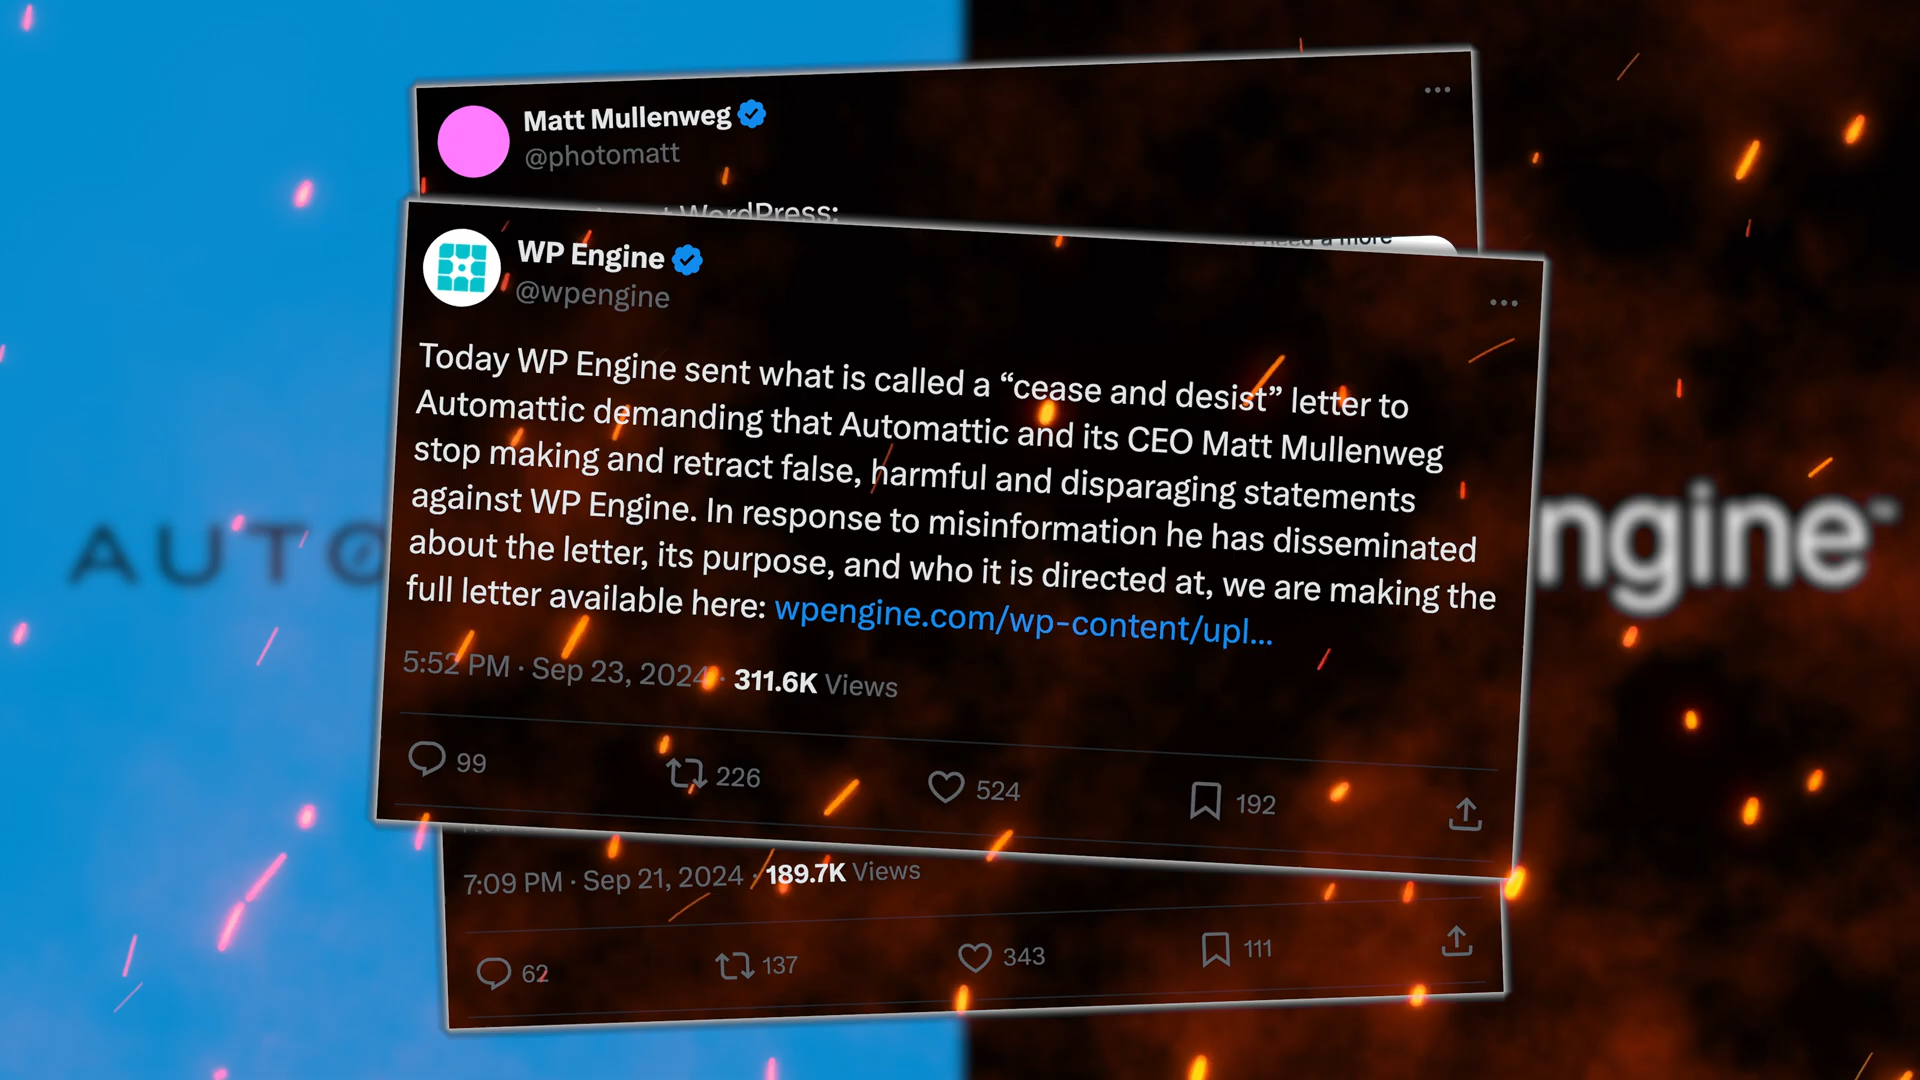 Matt Mullenweg
@photomatt
WordPress:
need a more
WP Engine
@wpengine
Today WP Engine sent what is called a “cease and desist” letter to
Automattic demanding that Automattic and its CEO Matt Mullenweg
stop making and retract false, harmful and disparaging statements
against WP Engine. In response to misinformation he has disseminated
about the letter, its purpose, and who it is directed at, we are making the
full letter available here: wpengine.com/wp-content/upl...
5:52 PM · Sep 23, 2024 · 311.6K Views
99 226 524 192
7:09 PM · Sep 21, 2024 · 189.7K Views
62 137 343 111
AUTO
ngine™